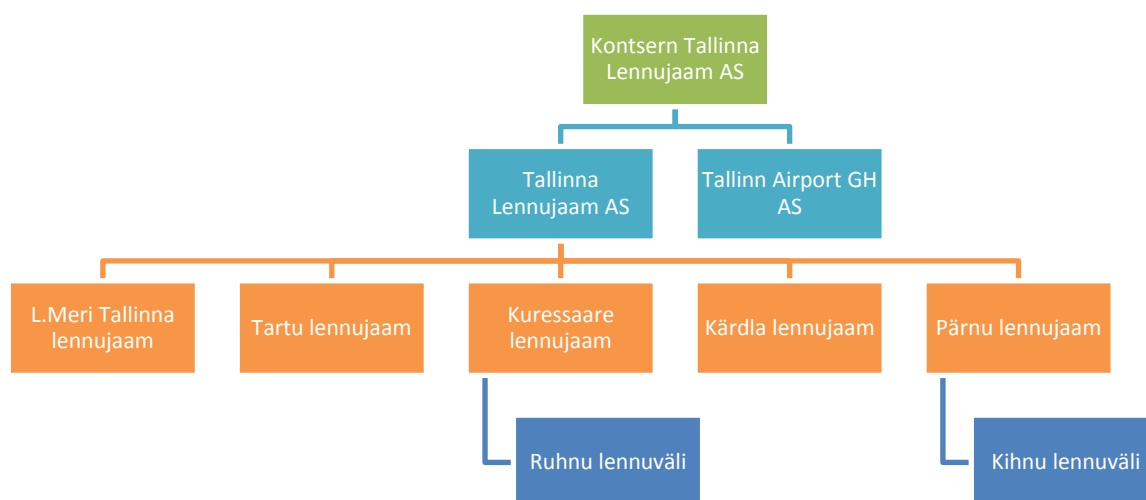 Kontsern Tallinna
Lennujaam AS
Tallinna
Lennujaam AS
Tallinn Airport GH
AS
L.Meri Tallinna
lennujaam
Tartu lennujaam
Kuressaare
lennujaam
Kärdla lennujaam
Pärnu lennujaam
Ruhnu lennuväli
Kihnu lennuväli